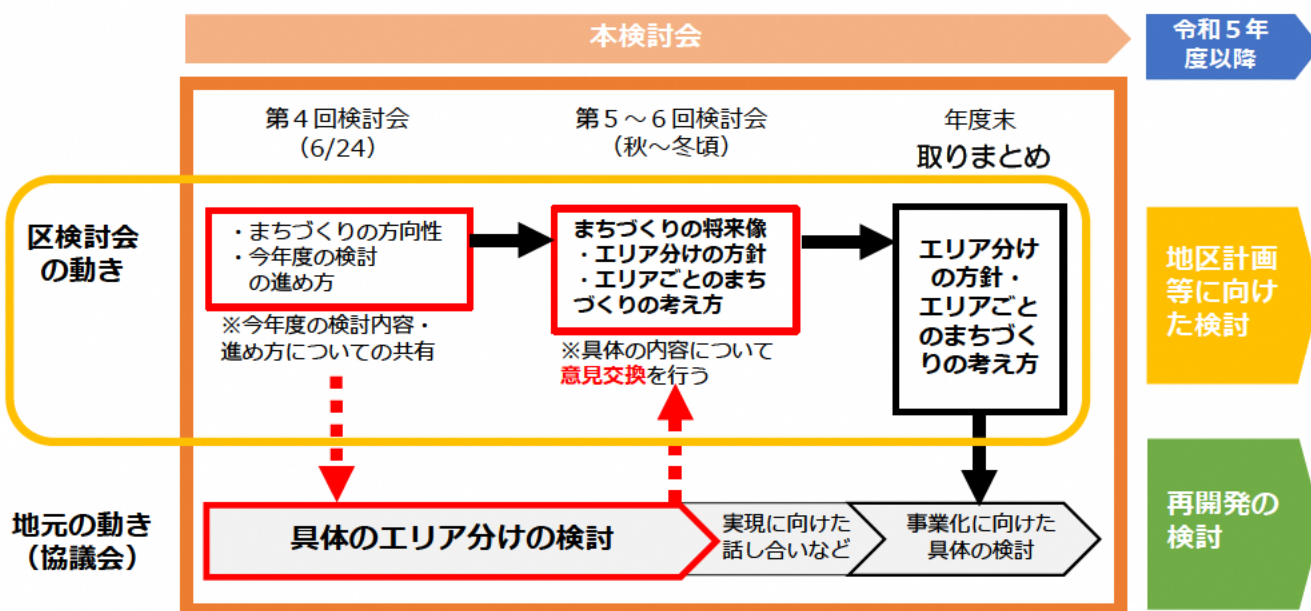 本検討会
令和５年
度以降
第４回検討会
（6/24）
第５～６回検討会
（秋～冬頃）
年度末
取りまとめ
区検討会
の動き
・まちづくりの方向性
・今年度の検討
の進め方
※今年度の検討内容・
進め方についての共有
まちづくりの将来像
・エリア分けの方針
・エリアごとのまち
づくりの考え方
※具体の内容について
意見交換を行う
エリア分け
の方針・
エリアごと
のまちづく
りの考え方
地区計画
等に向け
た検討
地元の動き
（協議会）
具体のエリア分けの検討
実現に向けた
話し合いなど
事業化に向けた
具体の検討
再開発の
検討